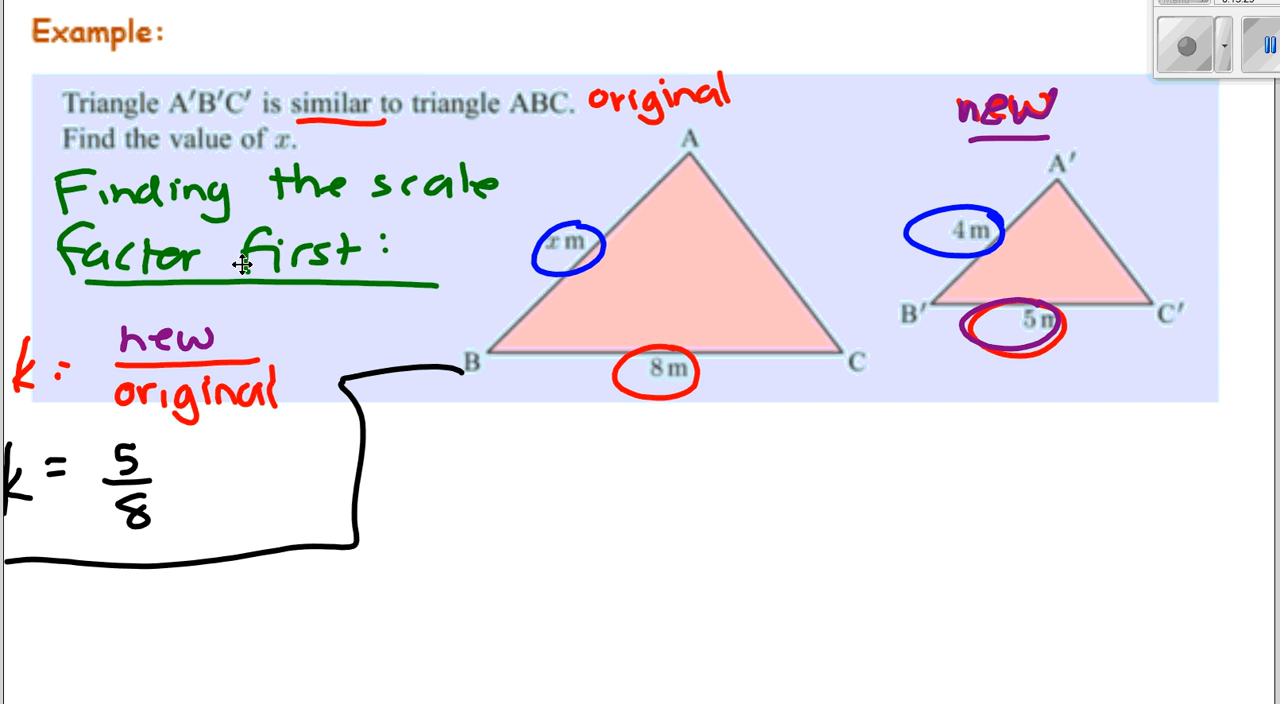 Example:
Triangle A′B′C′ is similar to triangle ABC. original
Find the value of x.
new
Finding the scale
factor first:
A
x m
B
8 m
C
A′
4 m
B′
5 m
C′
k = new
original
k = 5
8